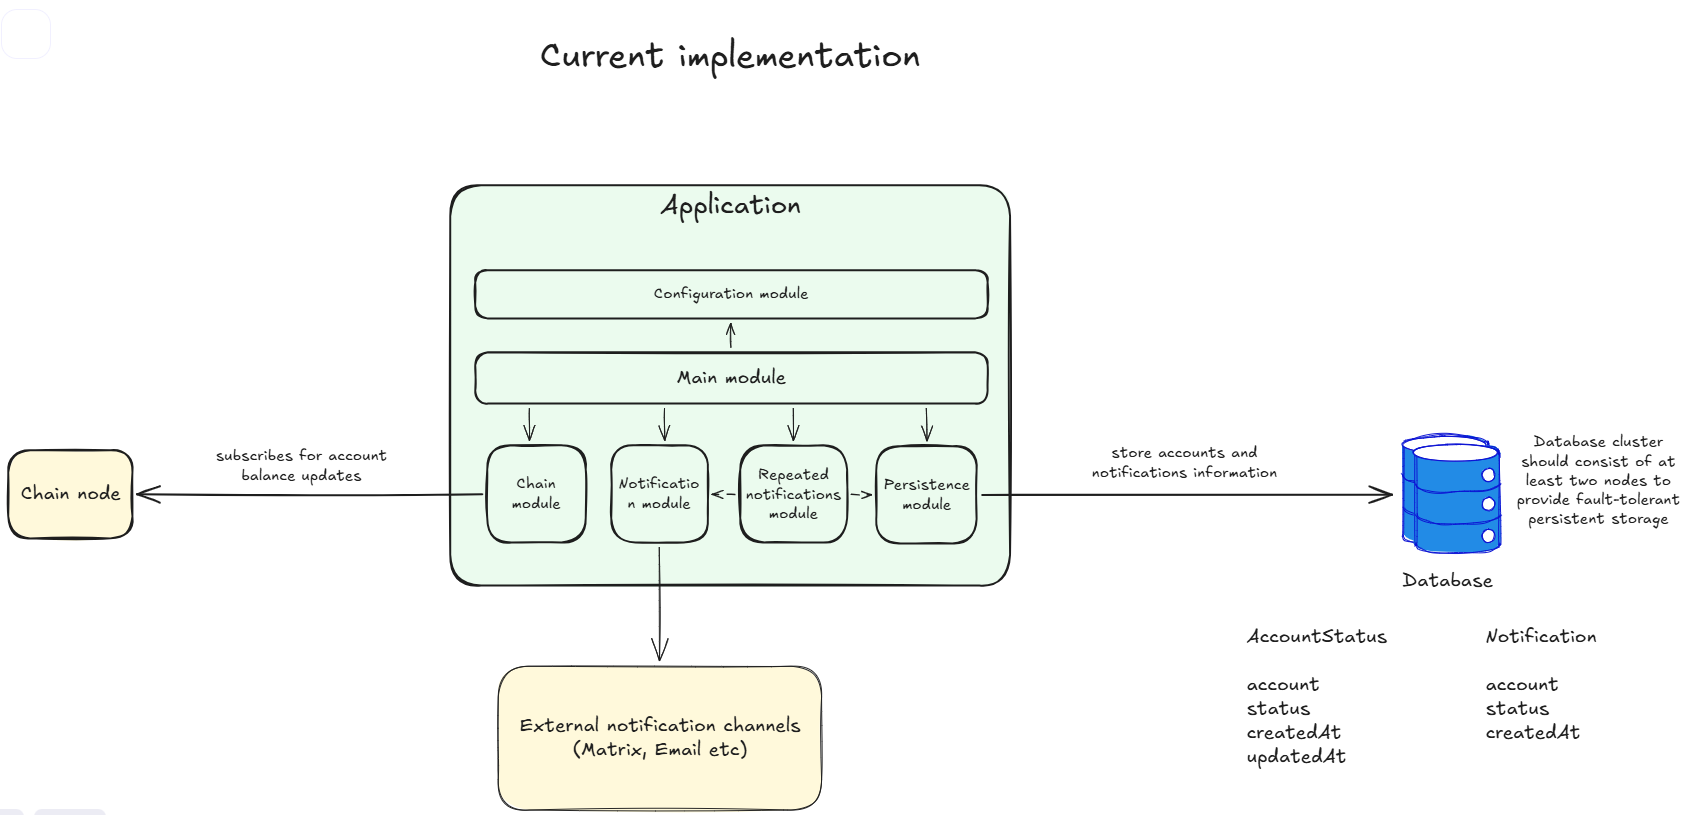 Current implementation
Application
Configuration module
Main module
Chain
module
Notificatio
n module
Repeated
notifications
module
Persistence
module
Chain node
subscribes for account
balance updates
store accounts and
notifications information
Database cluster
should consist of at
least two nodes to
provide fault-tolerant
persistent storage
Database
External notification channels
(Matrix, Email etc)
AccountStatus
account
status
createdAt
updatedAt
Notification
account
status
createdAt